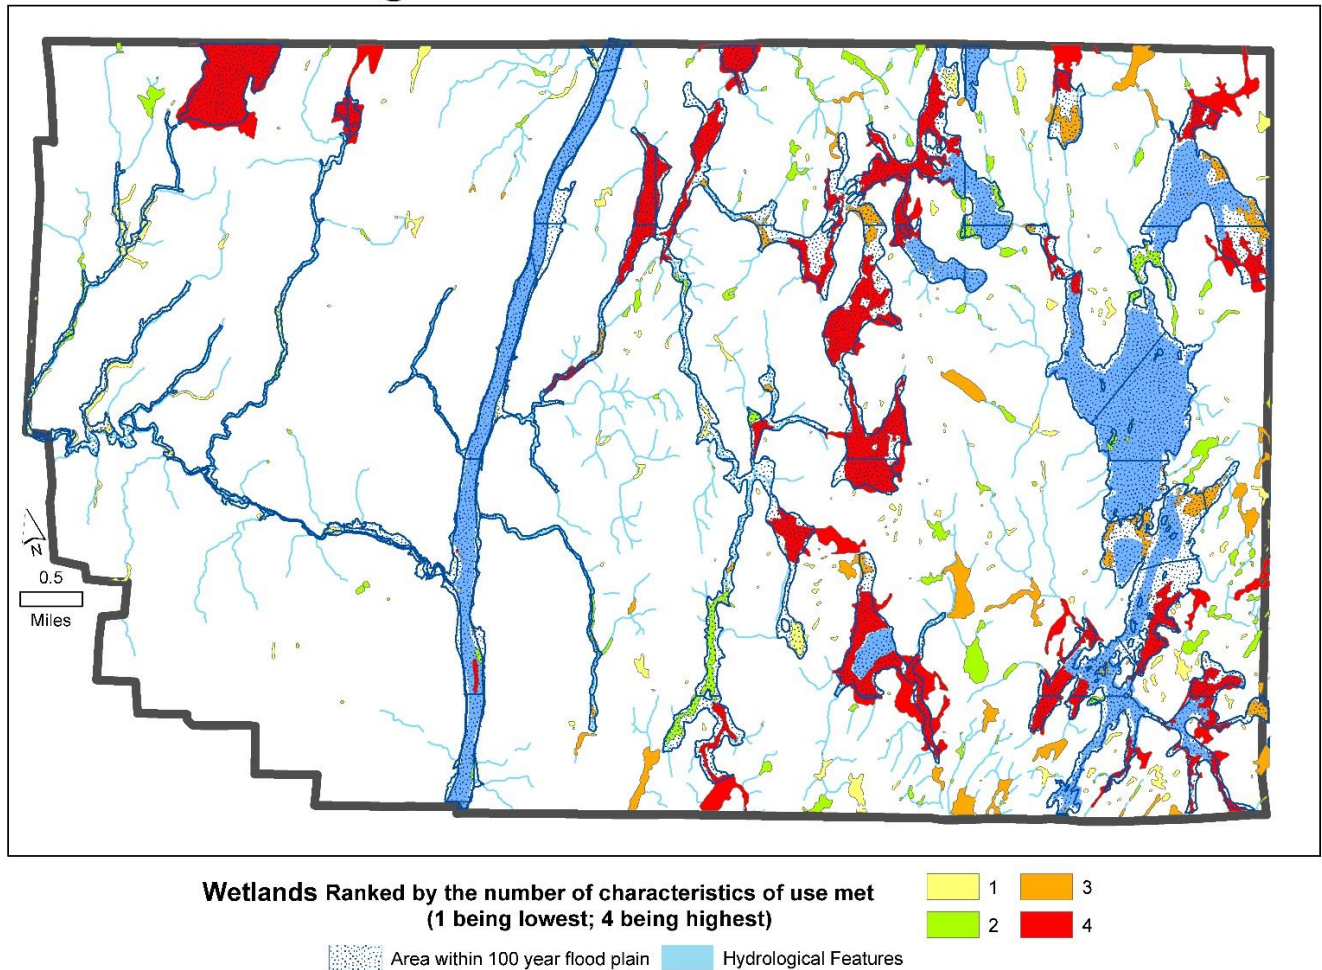 N
0.5
Miles
Wetlands Ranked by the number of characteristics of use met
(1 being lowest; 4 being highest)
1
3
2
4
Area within 100 year flood plain
Hydrological Features